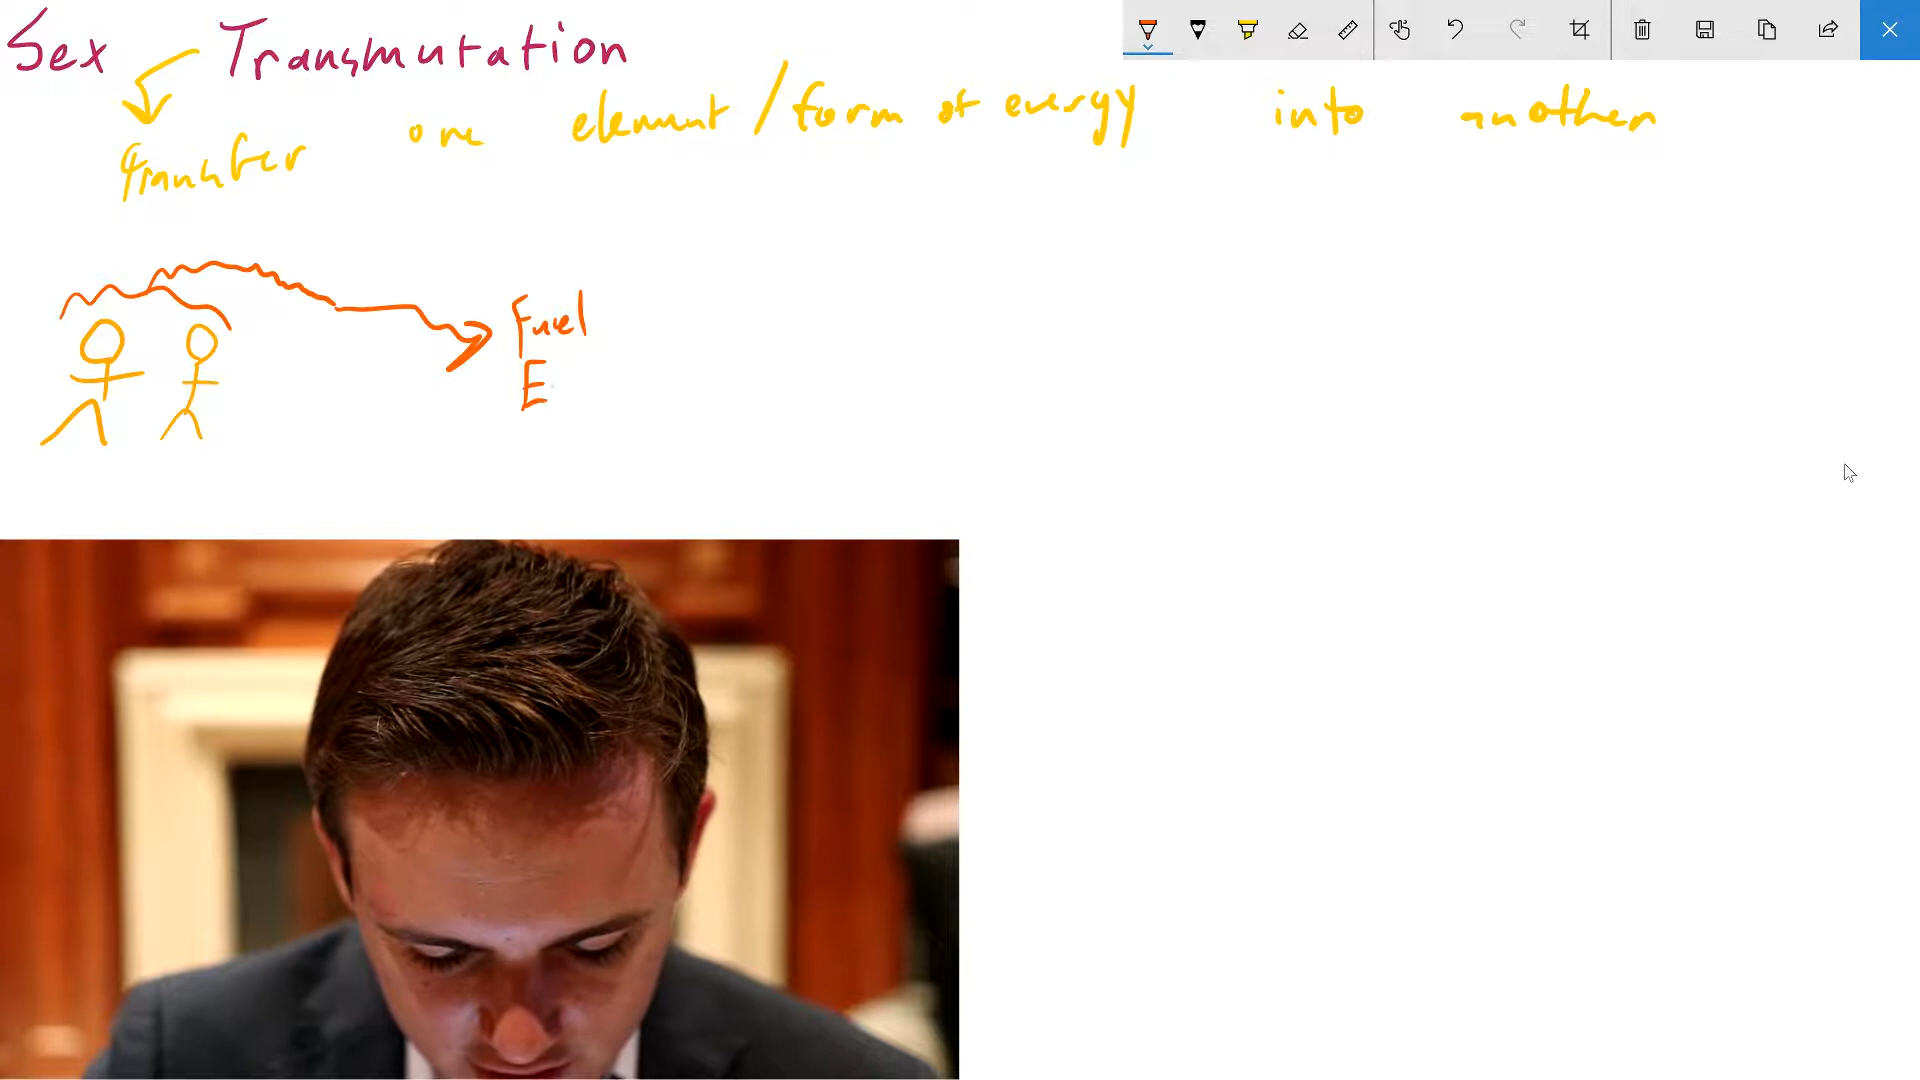 Sex Transmutation
transfer one element/form of energy into another
Fuel
E